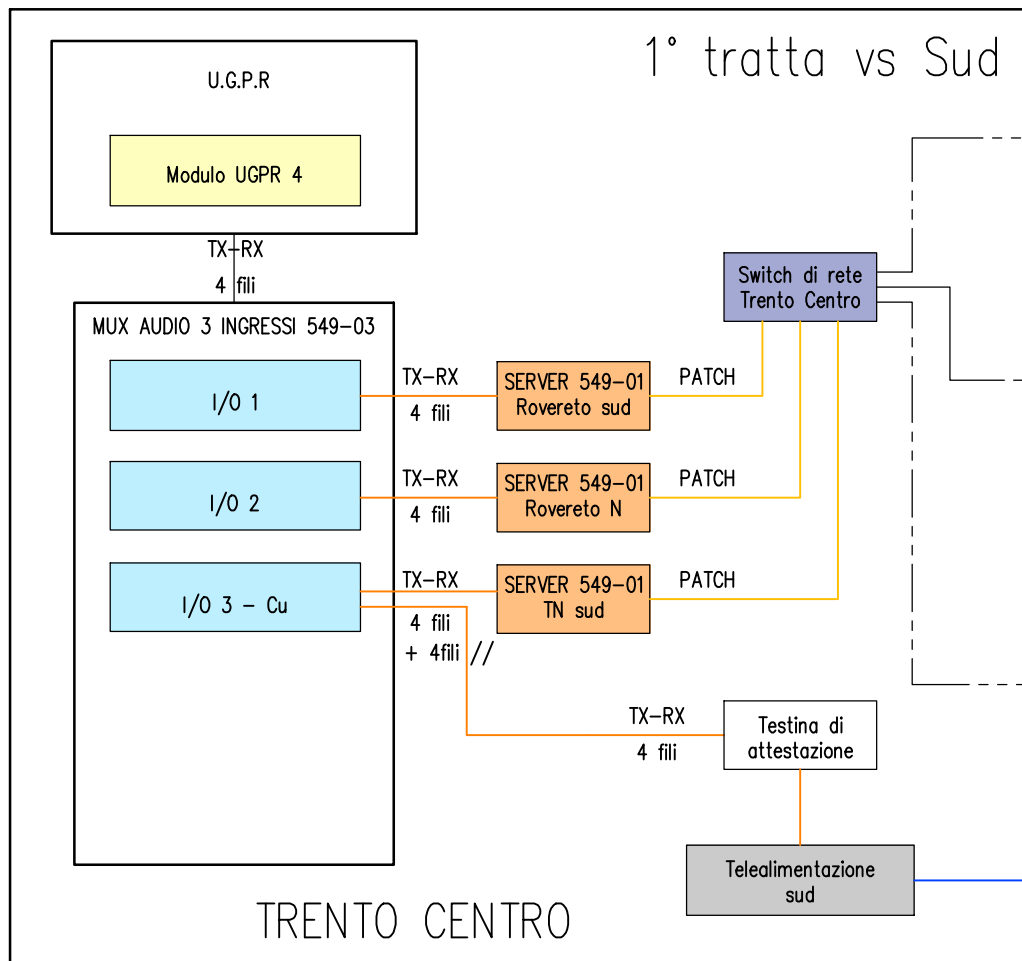 1° tratta vs Sud
U.G.P.R
Modulo UGPR 4
TX-RX
4 fili
MUX AUDIO 3 INGRESSI 549-03
I/O 1
TX-RX
4 fili
SERVER 549-01
Rovereto sud
PATCH
Switch di rete
Trento Centro
I/O 2
TX-RX
4 fili
SERVER 549-01
Rovereto N
PATCH
I/O 3 - Cu
TX-RX
4 fili
+ 4fili //
SERVER 549-01
TN sud
PATCH
TX-RX
4 fili
Testina di
attestazione
Telealimentazione
sud
TRENTO CENTRO